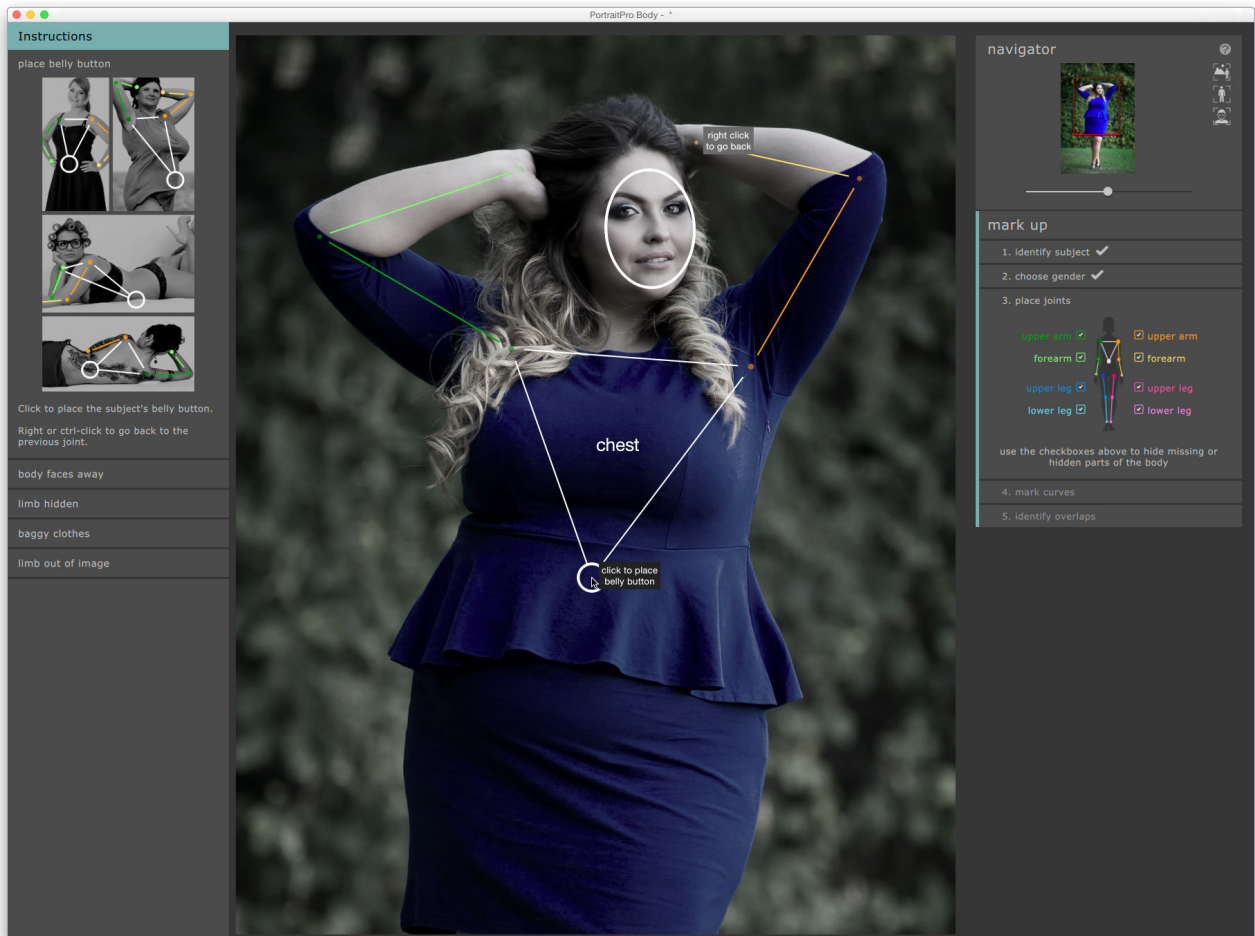 PortraitPro Body - *
Instructions
place belly button
Click to place the subject's belly button.
Right or ctrl-click to go back to the
previous joint.
body faces away
limb hidden
baggy clothes
limb out of image
right click
to go back
chest
click to place
belly button
navigator
?
mark up
1. identify subject
2. choose gender
3. place joints
upper arm
upper arm
forearm
forearm
upper leg
upper leg
lower leg
lower leg
use the checkboxes above to hide missing or
hidden parts of the body
4. mark curves
5. identify overlaps